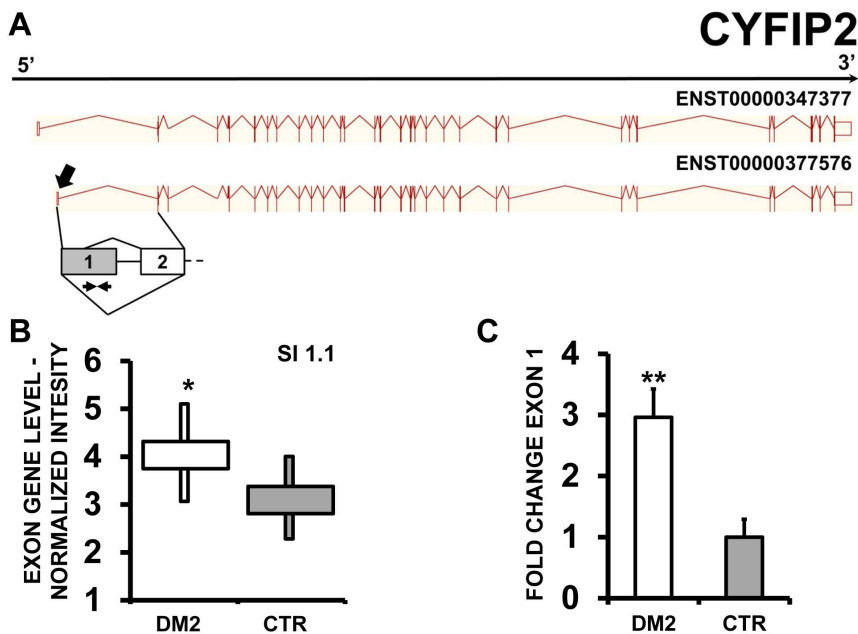 A
CYFIP2
5’ 3’
ENST00000347377
ENST00000377576
1 2
B
EXON GENE LEVEL -
NORMALIZED INTESITY
SI 1.1
6
5
4
3
2
1
*
DM2 CTR
C
FOLD CHANGE EXON 1
4
3
2
1
0
**
DM2 CTR